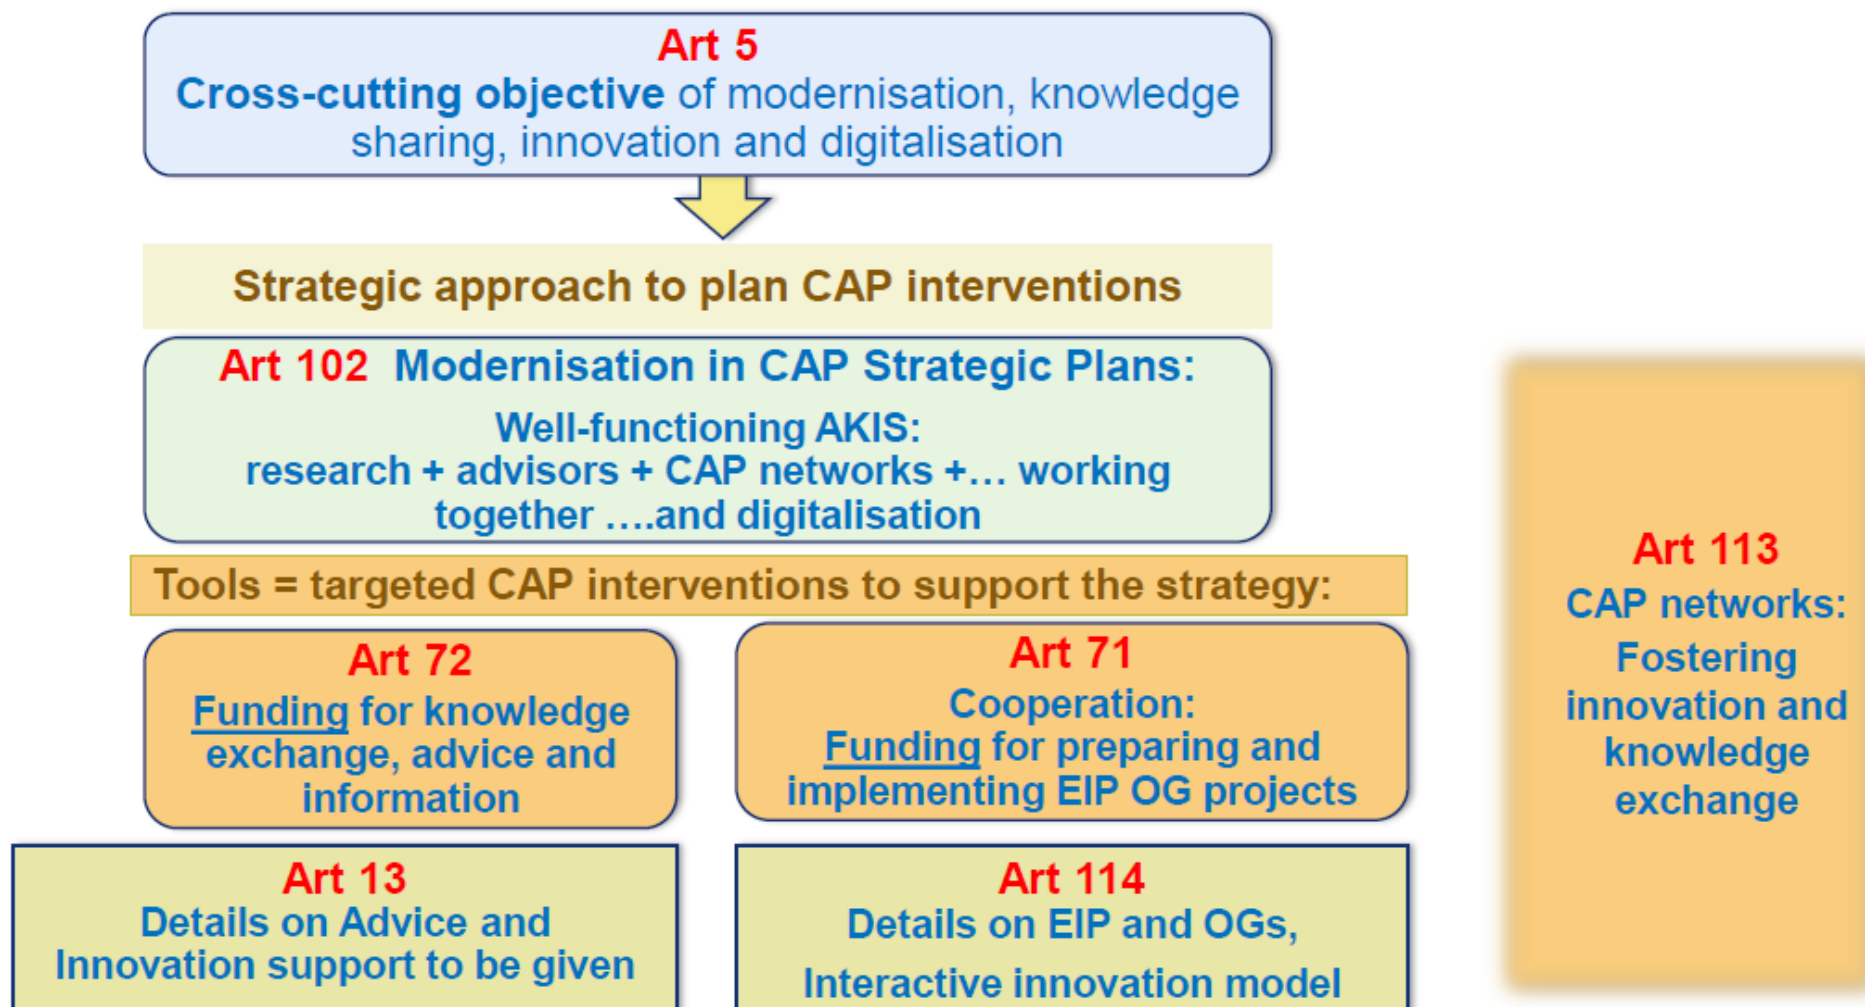 Art 5
Cross-cutting objective of modernisation, knowledge
sharing, innovation and digitalisation
Strategic approach to plan CAP interventions
Art 102 Modernisation in CAP Strategic Plans:
Well-functioning AKIS:
research + advisors + CAP networks +… working
together ….and digitalisation
Tools = targeted CAP interventions to support the strategy:
Art 72
Funding for knowledge
exchange, advice and
information
Art 71
Cooperation:
Funding for preparing and
implementing EIP OG projects
Art 13
Details on Advice and
Innovation support to be given
Art 114
Details on EIP and OGs,
Interactive innovation model
Art 113
CAP networks:
Fostering
innovation and
knowledge
exchange